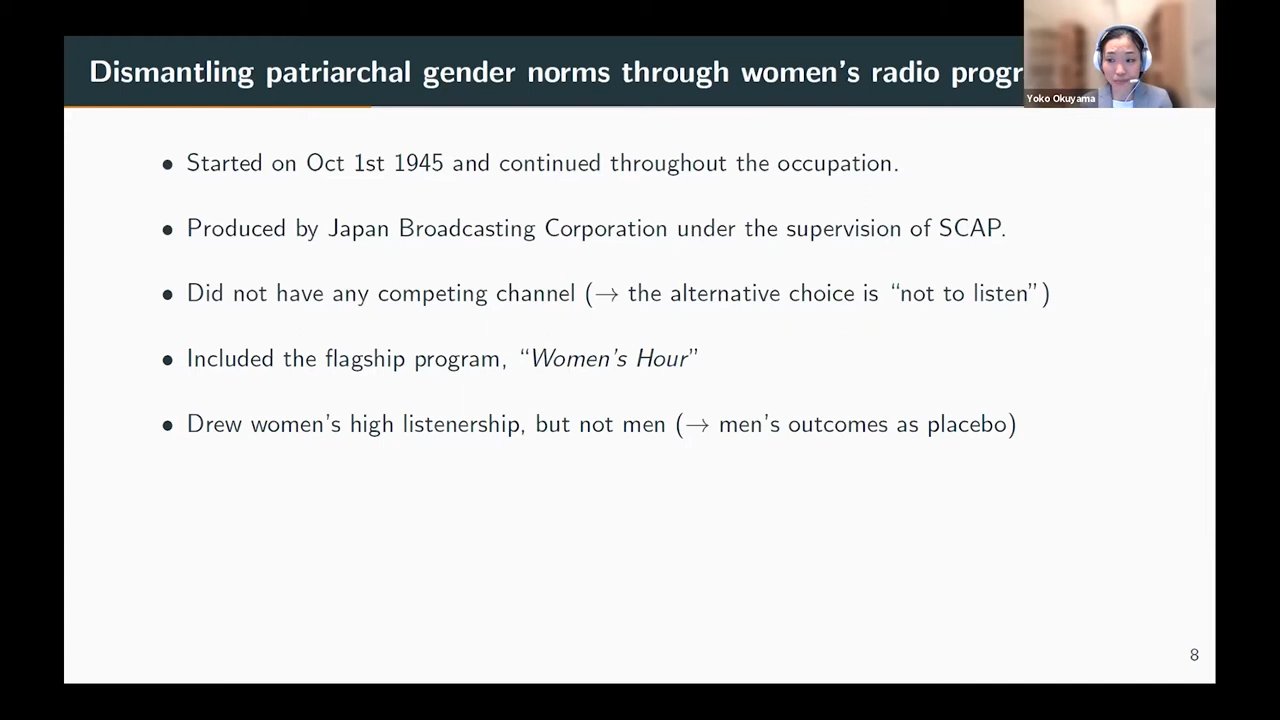 Dismantling patriarchal gender norms through women's radio progr
Yoko Okuyama
• Started on Oct 1st 1945 and continued throughout the occupation.
• Produced by Japan Broadcasting Corporation under the supervision of SCAP.
• Did not have any competing channel (→ the alternative choice is “not to listen”)
• Included the flagship program, “Women's Hour”
• Drew women's high listenership, but not men (→ men's outcomes as placebo)
8